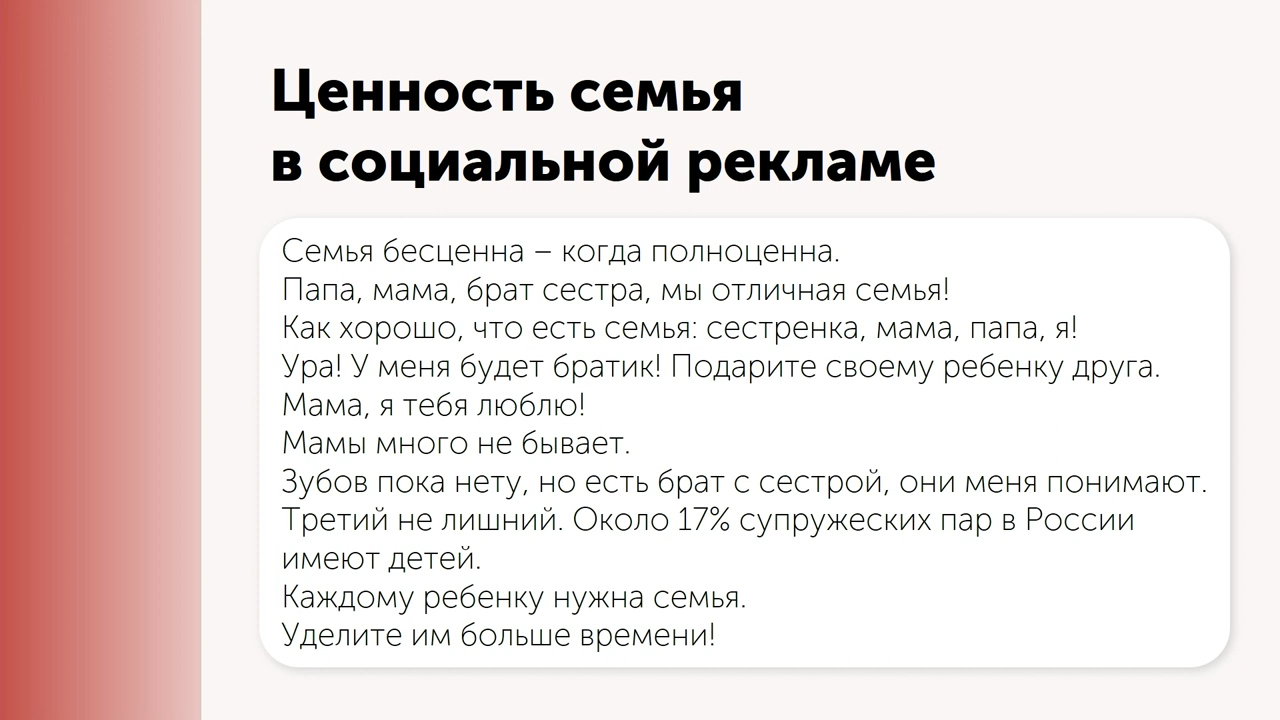 Ценность семья
в социальной рекламе
Семья бесценна – когда полноценна.
Папа, мама, брат сестра, мы отличная семья!
Как хорошо, что есть семья: сестренка, мама, папа, я!
Ура! У меня будет братик! Подарите своему ребенку друга.
Мама, я тебя люблю!
Мамы много не бывает.
Зубов пока нету, но есть брат с сестрой, они меня понимают.
Третий не лишний. Около 17% супружеских пар в России
имеют детей.
Каждому ребенку нужна семья.
Уделите им больше времени!